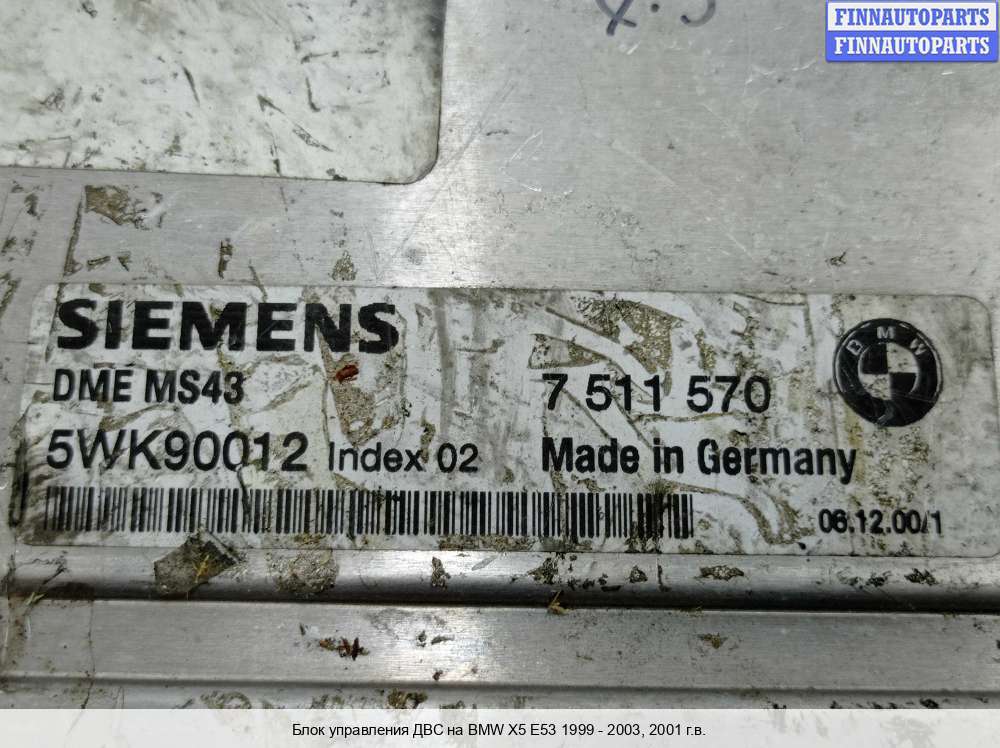 FINNAUTOPARTS
FINNAUTOPARTS
SIEMENS
DME MS43
7 511 570
BMW
5WK90012 Index 02
Made in Germany
06.12.00/1
Блок управления ДВС на BMW X5 E53 1999 - 2003, 2001 г.в.